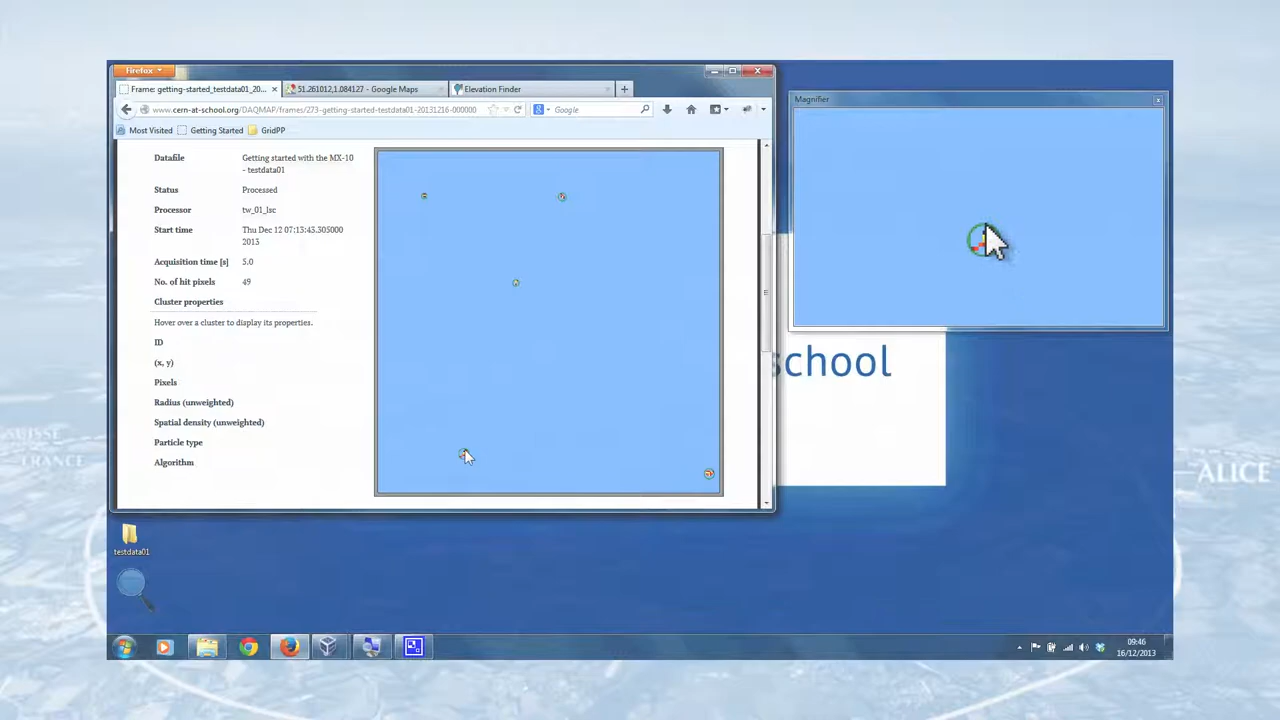 Firefox
Frame: getting-started_testdata01_20...
51.261012,1.084127 - Google Maps
Elevation Finder
www.cern-at-school.org/DAQMAP/frames/273-getting-started-testdata01-20131216-000000
Google
Most Visited
Getting Started
GridPP
Datafile
Getting started with the MX-10
- testdata01
Status
Processed
Processor
tw_01_lsc
Start time
Thu Dec 12 07:13:43.305000
2013
Acquisition time [s]
5.0
No. of hit pixels
49
Cluster properties
Hover over a cluster to display its properties.
ID
(x, y)
Pixels
Radius (unweighted)
Spatial density (unweighted)
Particle type
Algorithm
Magnifier
school
SUISSE
FRANCE
ALICE
testdata01
09:46
16/12/2013